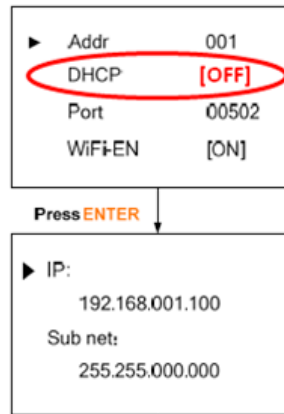 ► Addr 001
DHCP [OFF]
Port 00502
WiFi-EN [ON]
Press ENTER
► IP:
192.168.001.100
Sub net:
255.255.000.000